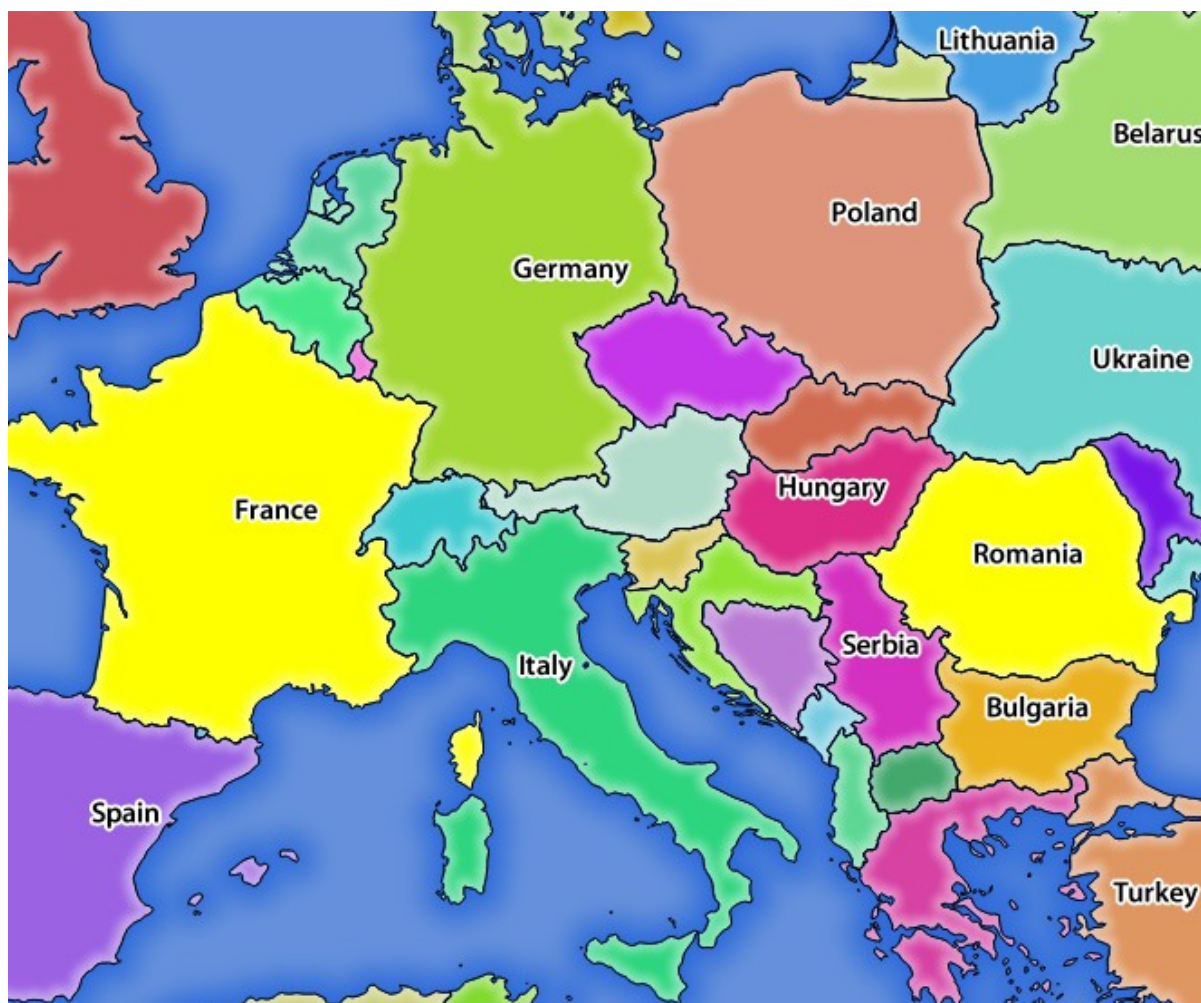 Lithuania
Belarus
Poland
Germany
Ukraine
Hungary
France
Romania
Serbia
Italy
Bulgaria
Spain
Turkey